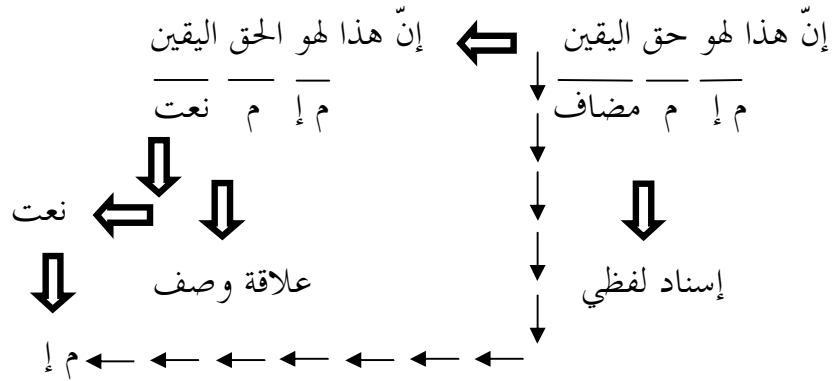 إنّ هذا لهو حق اليقين إنّ هذا لهو الحق اليقين
م إ م مضاف م إ م نعت
نعت
إسناد لفظي علاقة وصف
م إ